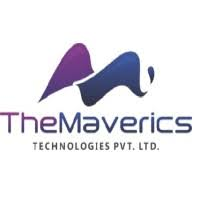 TheMaverics
TECHNOLOGIES PVT. LTD.